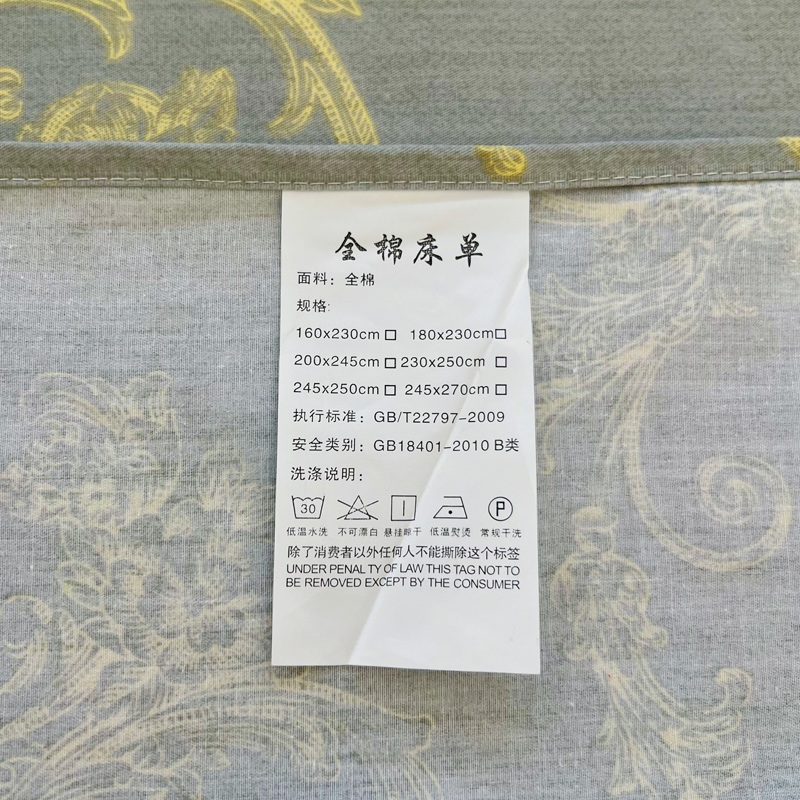 全棉床单
面料：全棉
规格:
160x230cm □ 180x230cm □
200x245cm □ 230x250cm □
245x250cm □ 245x270cm □
执行标准：GB/T22797-2009
安全类别：GB18401-2010 B类
洗涤说明：
30 P
低温水洗 不可漂白 悬挂晾干 低温熨烫 常规干洗
除了消费者以外任何人不能撕除这个标签
UNDER PENAL TY OF LAW THIS TAG NOT TO
BE REMOVED EXCEPT BY THE CONSUMER